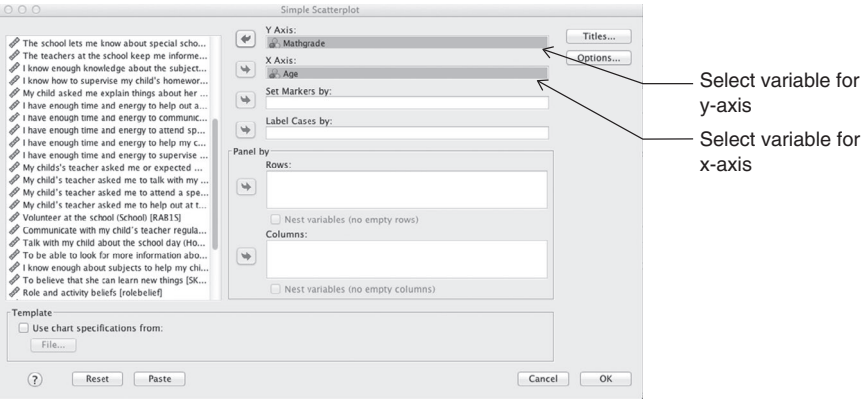 Simple Scatterplot
The school lets me know about special scho...
The teachers at the school keep me informe...
I know enough knowledge about the subject...
I know how to supervise my child's homewor...
My child asked me explain things about her ...
I have enough time and energy to help out a...
I have enough time and energy to communic...
I have enough time and energy to attend sp...
I have enough time and energy to help my c...
I have enough time and energy to supervise ...
My childs's teacher asked me or expected ...
My child's teacher asked me to talk with my ...
My child's teacher asked me to attend a spe...
My child's teacher asked me to help out at t...
Volunteer at the school (School) [RAB1S]
Communicate with my child's teacher regula...
Talk with my child about the school day (Ho...
To be able to look for more information abo...
I know enough about subjects to help my chi...
To believe that she can learn new things [SK...
Role and activity beliefs [rolebelief]
Y Axis:
Mathgrade
X Axis:
Age
Set Markers by:
Label Cases by:
Panel by
Rows:
Nest variables (no empty rows)
Columns:
Nest variables (no empty columns)
Titles...
Options...
Template
Use chart specifications from:
File...
?
Reset
Paste
Cancel
OK
Select variable for
y-axis
Select variable for
x-axis